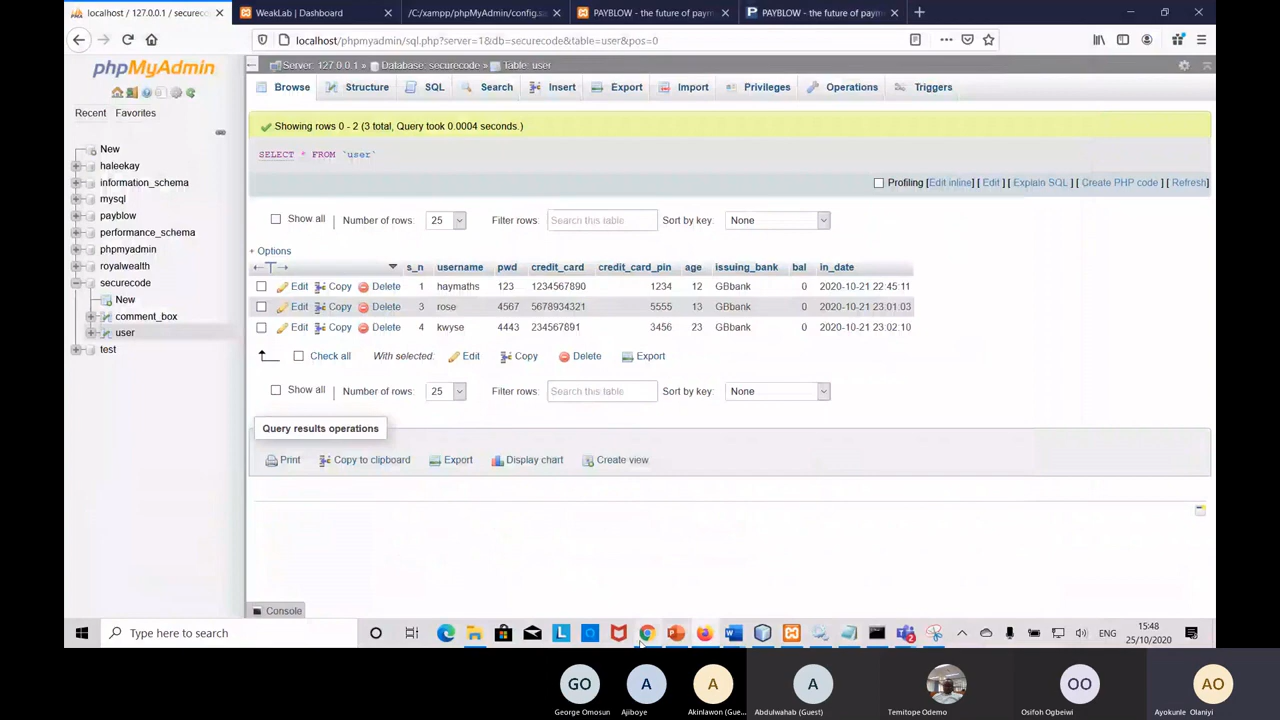 localhost / 127.0.0.1 / securec
WeakLab | Dashboard
/C:/xampp/phpMyAdmin/config.s
PAYBLOW - the future of paym
PAYBLOW - the future of paym
localhost/phpmyadmin/sql.php?server=1&db=securecode&table=user&pos=0
phpMyAdmin
Recent Favorites
New
haleekay
information_schema
mysql
payblow
performance_schema
phpmyadmin
royalwealth
securecode
New
comment_box
user
test
Server: 127.0.0.1 » Database: securecode » Table: user
Browse Structure SQL Search Insert Export Import Privileges Operations Triggers
Showing rows 0 - 2 (3 total, Query took 0.0004 seconds.)
SELECT * FROM `user`
Profiling [Edit inline] [ Edit ] [ Explain SQL ] [ Create PHP code ] [ Refresh]
Show all Number of rows: 25 Filter rows: Search this table Sort by key: None
+ Options
s_n username pwd credit_card credit_card_pin age issuing_bank bal in_date
Edit Copy Delete 1 haymaths 123 1234567890 1234 12 GBbank 0 2020-10-21 22:45:11
Edit Copy Delete 3 rose 4567 5678934321 5555 13 GBbank 0 2020-10-21 23:01:03
Edit Copy Delete 4 kwyse 4443 234567891 3456 23 GBbank 0 2020-10-21 23:02:10
Check all With selected: Edit Copy Delete Export
Show all Number of rows: 25 Filter rows: Search this table Sort by key: None
Query results operations
Print Copy to clipboard Export Display chart Create view
Console
Type here to search
ENG
15:48
25/10/2020
GO
A
A
A
OO
AO
George Omosun
Ajiboye
Akinlawon (Gue...
Abdulwahab (Guest)
Temitope Odemo
Osifoh Ogbeiwi
Ayokunle Olaniyi